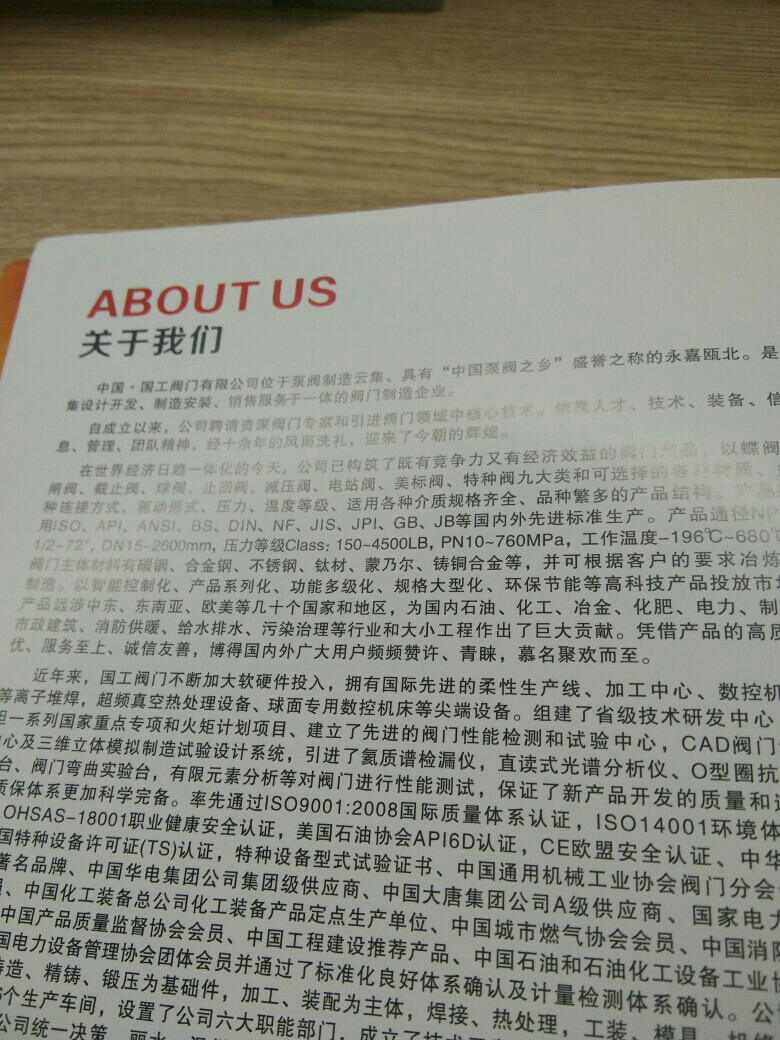 ABOUT US
关于我们
中国·国工阀门有限公司位于泵阀制造云集、具有“中国泵阀之乡”盛誉之称的永嘉瓯北。是
集设计开发、制造安装、销售服务于一体的阀门制造企业。
自成立以来，公司聘请资深阀门专家和引进阀门领域中核心技术。依靠人才、技术、装备、信
息、管理、团队精神，经十余年的风雨洗礼，迎来了今朝的辉煌。
在世界经济日趋一体化的今天，公司已构筑了既有竞争力又有经济效益的阀门产品，以蝶阀
闸阀、截止阀、球阀、止回阀、减压阀、电站阀、美标阀、特种阀九大类和可选择的各种材质、
种连接方式、驱动形式、压力、温度等级、适用各种介质规格齐全、品种繁多的产品结构。产品
用ISO、API、ANSI、BS、DIN、NF、JIS、JPI、GB、JB等国内外先进标准生产。产品通径NP
1/2~72"，DN15~2600mm，压力等级Class：150~4500LB，PN10~760MPa，工作温度-196℃~680℃
阀门主体材料有碳钢、合金钢、不锈钢、钛材、蒙乃尔、铸铜合金等，并可根据客户的要求冶炼
制造。以智能控制化、产品系列化、功能多级化、规格大型化、环保节能等高科技产品投放市场
产品远涉中东、东南亚、欧美等几十个国家和地区，为国内石油、化工、冶金、化肥、电力、制
市政建筑、消防供暖、给水排水、污染治理等行业和大小工程作出了巨大贡献。凭借产品的高质
优、服务至上、诚信友善，博得国内外广大用户频频赞许、青睐，慕名聚欢而至。
近年来，国工阀门不断加大软硬件投入，拥有国际先进的柔性生产线、加工中心、数控机
等离子堆焊，超频真空热处理设备、球面专用数控机床等尖端设备。组建了省级技术研发中心
担一系列国家重点专项和火矩计划项目、建立了先进的阀门性能检测和试验中心，CAD阀门
心及三维立体模拟制造试验设计系统，引进了氦质谱检漏仪，直读式光谱分析仪、O型圈抗
台、阀门弯曲实验台，有限元素分析等对阀门进行性能测试，保证了新产品开发的质量和
质保体系更加科学完备。率先通过ISO9001:2008国际质量体系认证，ISO14001环境体
OHSAS-18001职业健康安全认证，美国石油协会API6D认证，CE欧盟安全认证、中华
国特种设备许可证(TS)认证，特种设备型式试验证书、中国通用机械工业协会阀门分会
著名品牌、中国华电集团公司集团级供应商、中国大唐集团公司A级供应商、国家电力
、中国化工装备总公司化工装备产品定点生产单位、中国城市燃气协会会员、中国消防
中国产品质量监督协会会员、中国工程建设推荐产品、中国石油和石油化工设备工业协
国电力设备管理协会团体会员并通过了标准化良好体系确认及计量检测体系确认。公
铸造、精铸、锻压为基础件，加工、装配为主体，焊接、热处理，工装、模具、机修
6个生产车间，设置了公司六大职能部门，成立了技术
公司统一决策